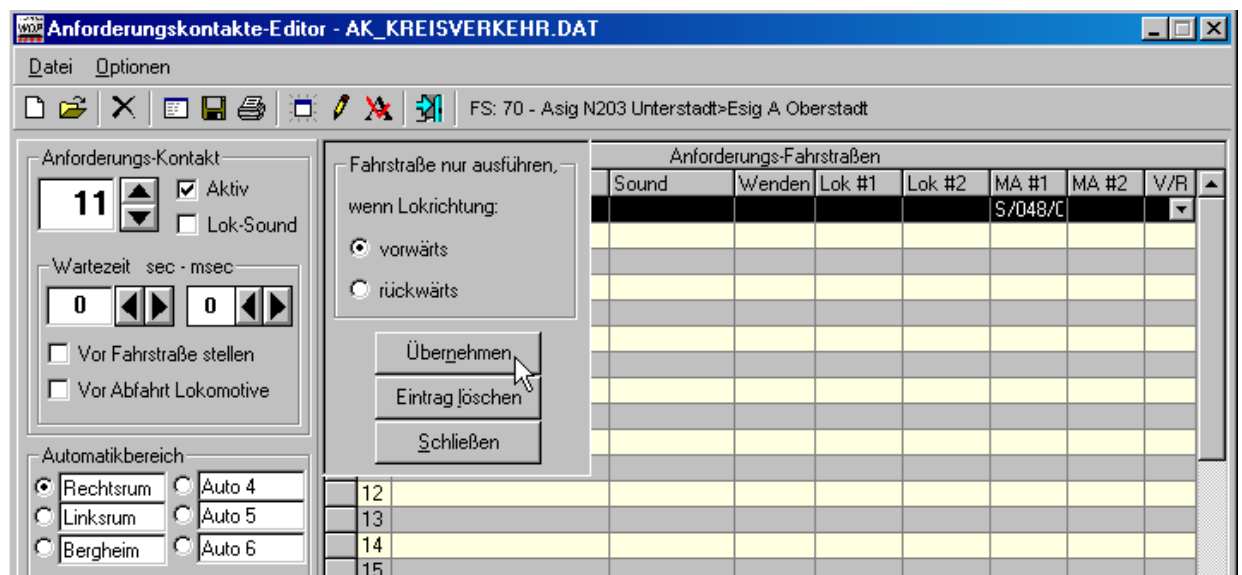 Anforderungskontakte-Editor - AK_KREISVERKEHR.DAT
Datei Optionen
FS: 70 - Asig N203 Unterstadt>Esig A Oberstadt
Anforderungs-Kontakt
11
Aktiv
Lok-Sound
Wartezeit sec - msec
0 0
Vor Fahrstraße stellen
Vor Abfahrt Lokomotive
Automatikbereich
Rechtsrum Auto 4
Linksrum Auto 5
Bergheim Auto 6
Fahrstraße nur ausführen,
wenn Lokrichtung:
vorwärts
rückwärts
Übernehmen
Eintrag löschen
Schließen
Anforderungs-Fahrstraßen
Sound Wenden Lok #1 Lok #2 MA #1 MA #2 V/R
S/048/
12
13
14
15